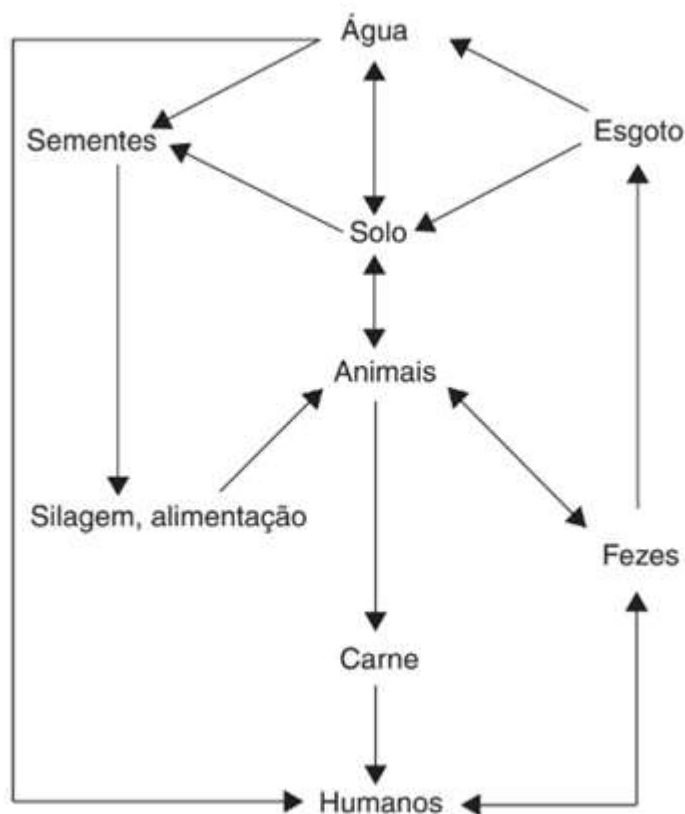 Água
Esgoto
Sementes
Solo
Animais
Silagem, alimentação
Fezes
Carne
Humanos